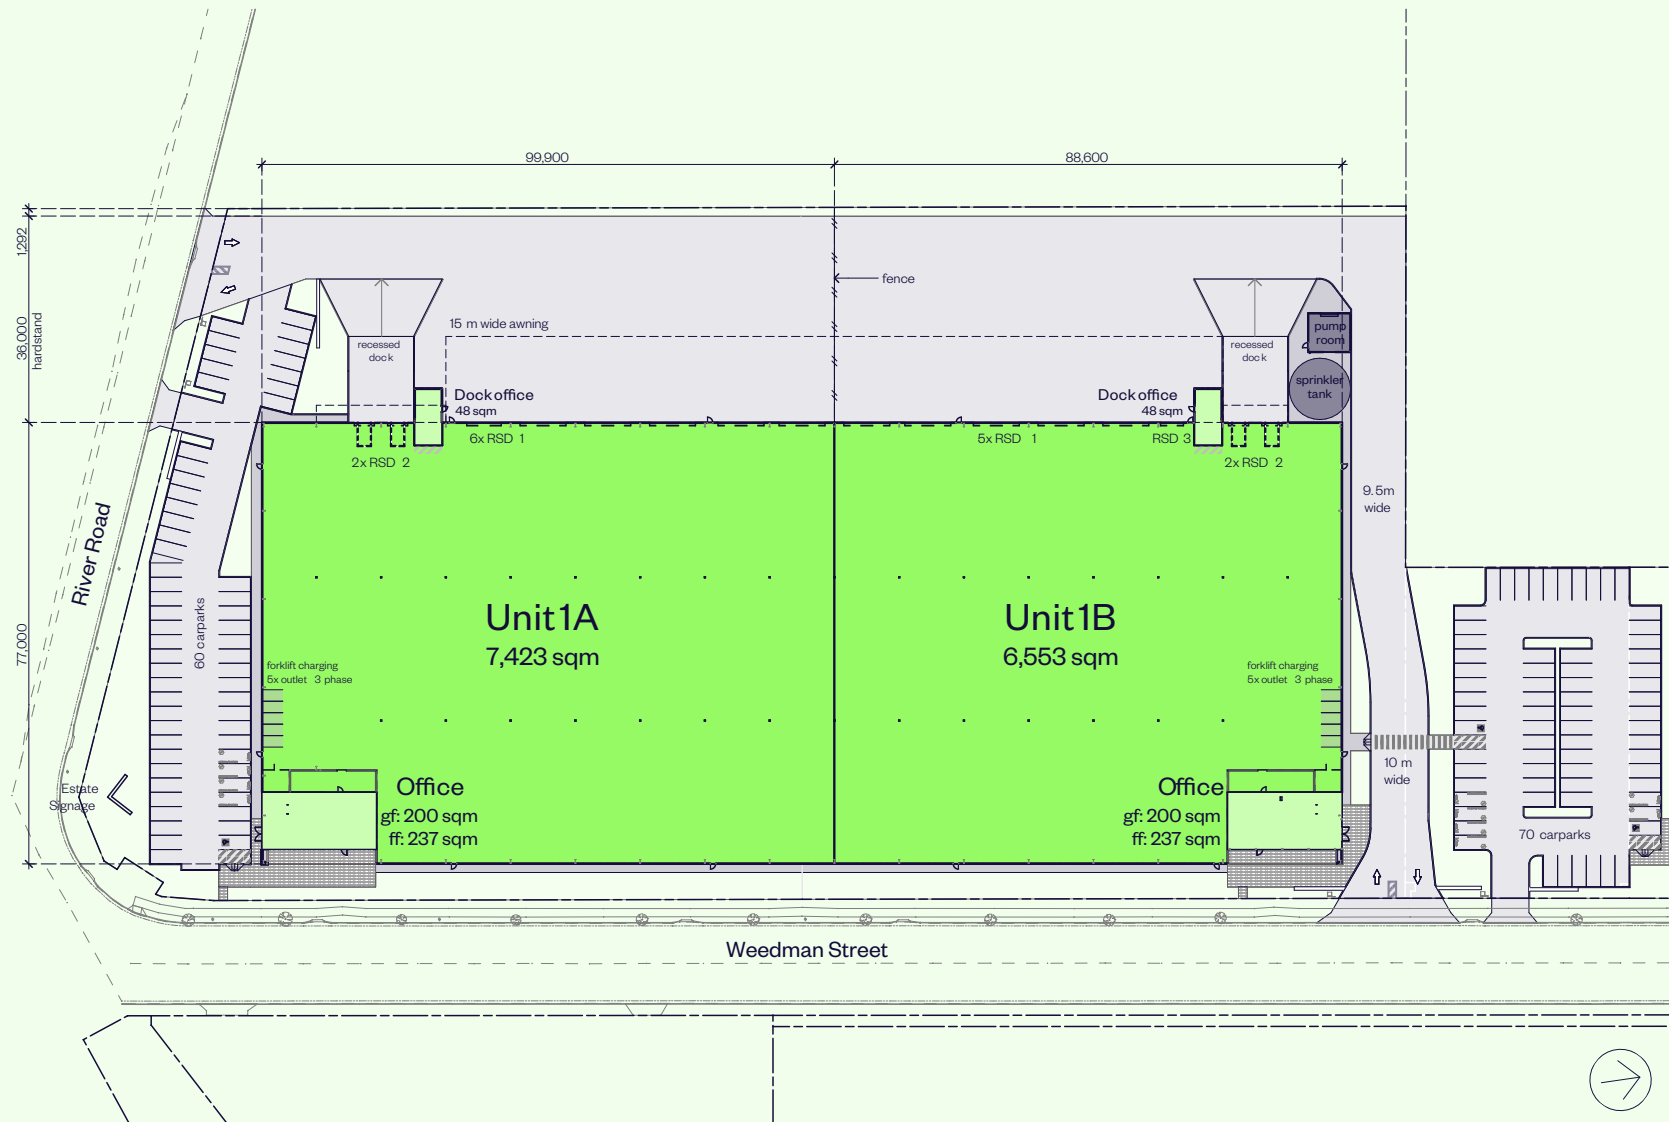 99,900
88,600
1,292
36,000
hardstand
77,000
fence
15 m wide awning
recessed
dock
recessed
dock
pump
room
sprinkler
tank
Dock office
48 sqm
Dock office
48 sqm
6x RSD 1
5x RSD 1
RSD 3
2x RSD 2
2x RSD 2
9.5m
wide
River Road
60 carparks
Unit 1A
7,423 sqm
Unit 1B
6,553 sqm
forklift charging
5x outlet 3 phase
forklift charging
5x outlet 3 phase
Office
gf: 200 sqm
ff: 237 sqm
Office
gf: 200 sqm
ff: 237 sqm
10 m
wide
Estate
Signage
70 carparks
Weedman Street